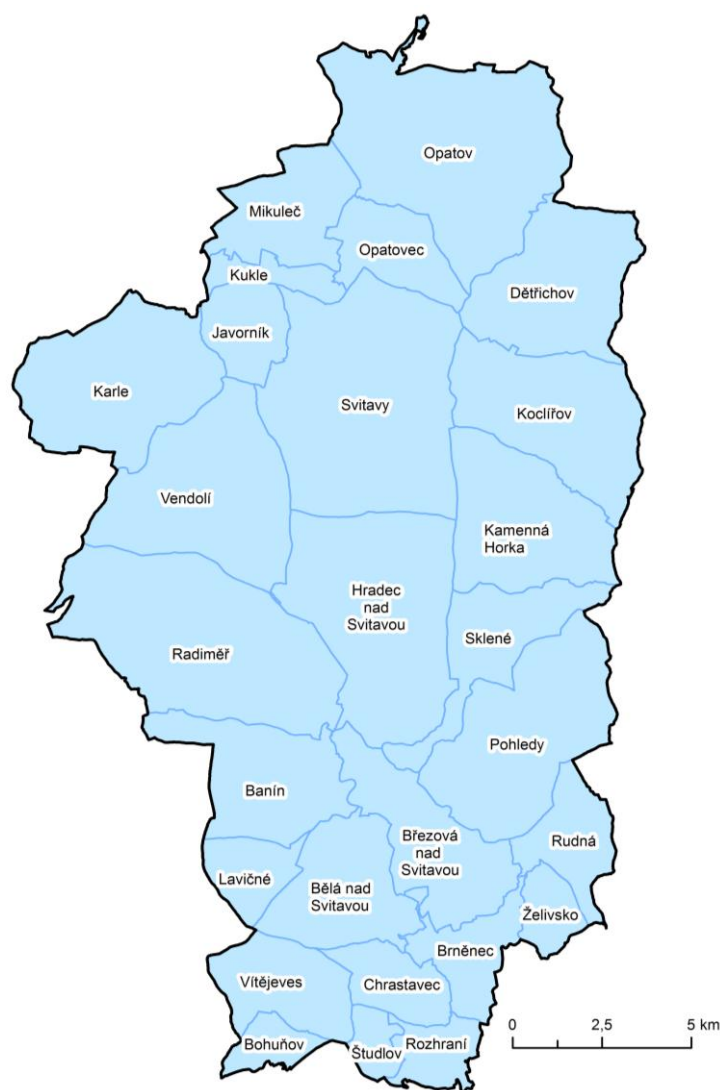 Opatov
Mikuleč
Opatovec
Kukle
Dětřichov
Javorník
Karle
Svitavy
Koclířov
Vendolí
Kamenná
Horka
Hradec
nad
Svitavou
Sklené
Radiměř
Pohledy
Banín
Březová
nad
Svitavou
Rudná
Lavičné
Bělá nad
Svitavou
Želivsko
Brněnec
Vítějeves
Chrastavec
Bohuňov
Študlov
Rozhraní
0 2,5 5 km